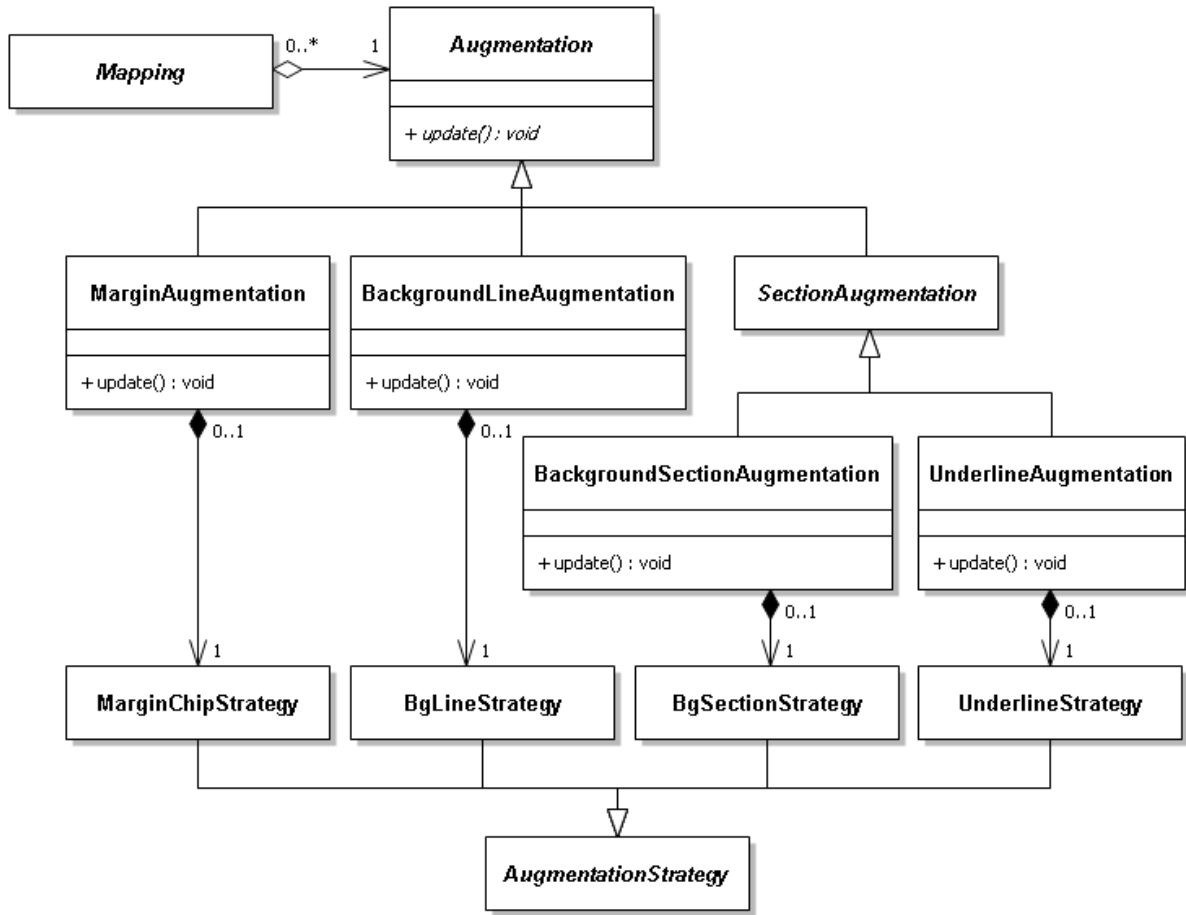 Mapping
0..*
1
Augmentation
+ update() : void
MarginAugmentation
+ update() : void
BackgroundLineAugmentation
+ update() : void
SectionAugmentation
0..1
0..1
BackgroundSectionAugmentation
+ update() : void
UnderlineAugmentation
+ update() : void
0..1
0..1
1
1
1
1
MarginChipStrategy
BgLineStrategy
BgSectionStrategy
UnderlineStrategy
AugmentationStrategy